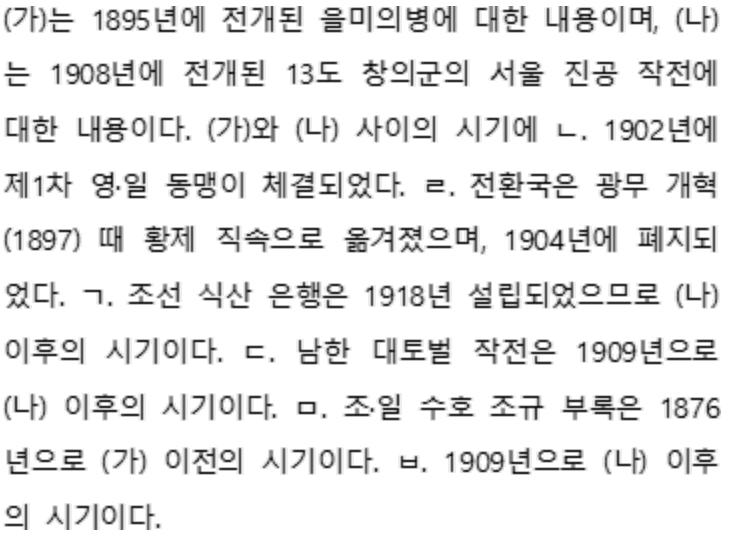 (가)는 1895년에 전개된 을미의병에 대한 내용이며, (나)
는 1908년에 전개된 13도 창의군의 서울 진공 작전에
대한 내용이다. (가)와 (나) 사이의 시기에 ㄴ. 1902년에
제1차 영·일 동맹이 체결되었다. ㄹ. 전환국은 광무 개혁
(1897) 때 황제 직속으로 옮겨졌으며, 1904년에 폐지되
었다. ㄱ. 조선 식산 은행은 1918년 설립되었으므로 (나)
이후의 시기이다. ㄷ. 남한 대토벌 작전은 1909년으로
(나) 이후의 시기이다. ㅁ. 조·일 수호 조규 부록은 1876
년으로 (가) 이전의 시기이다. ㅂ. 1909년으로 (나) 이후
의 시기이다.